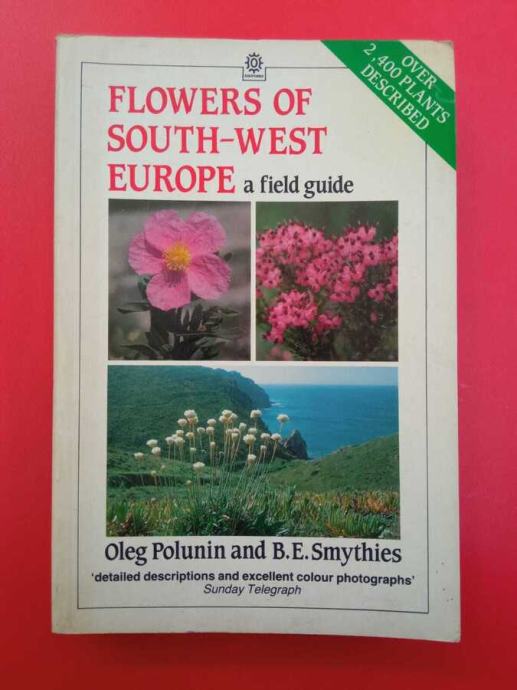 OXFORD
OVER
2,400 PLANTS
DESCRIBED
FLOWERS OF
SOUTH-WEST
EUROPE a field guide
Oleg Polunin and B.E. Smythies
'detailed descriptions and excellent colour photographs'
Sunday Telegraph